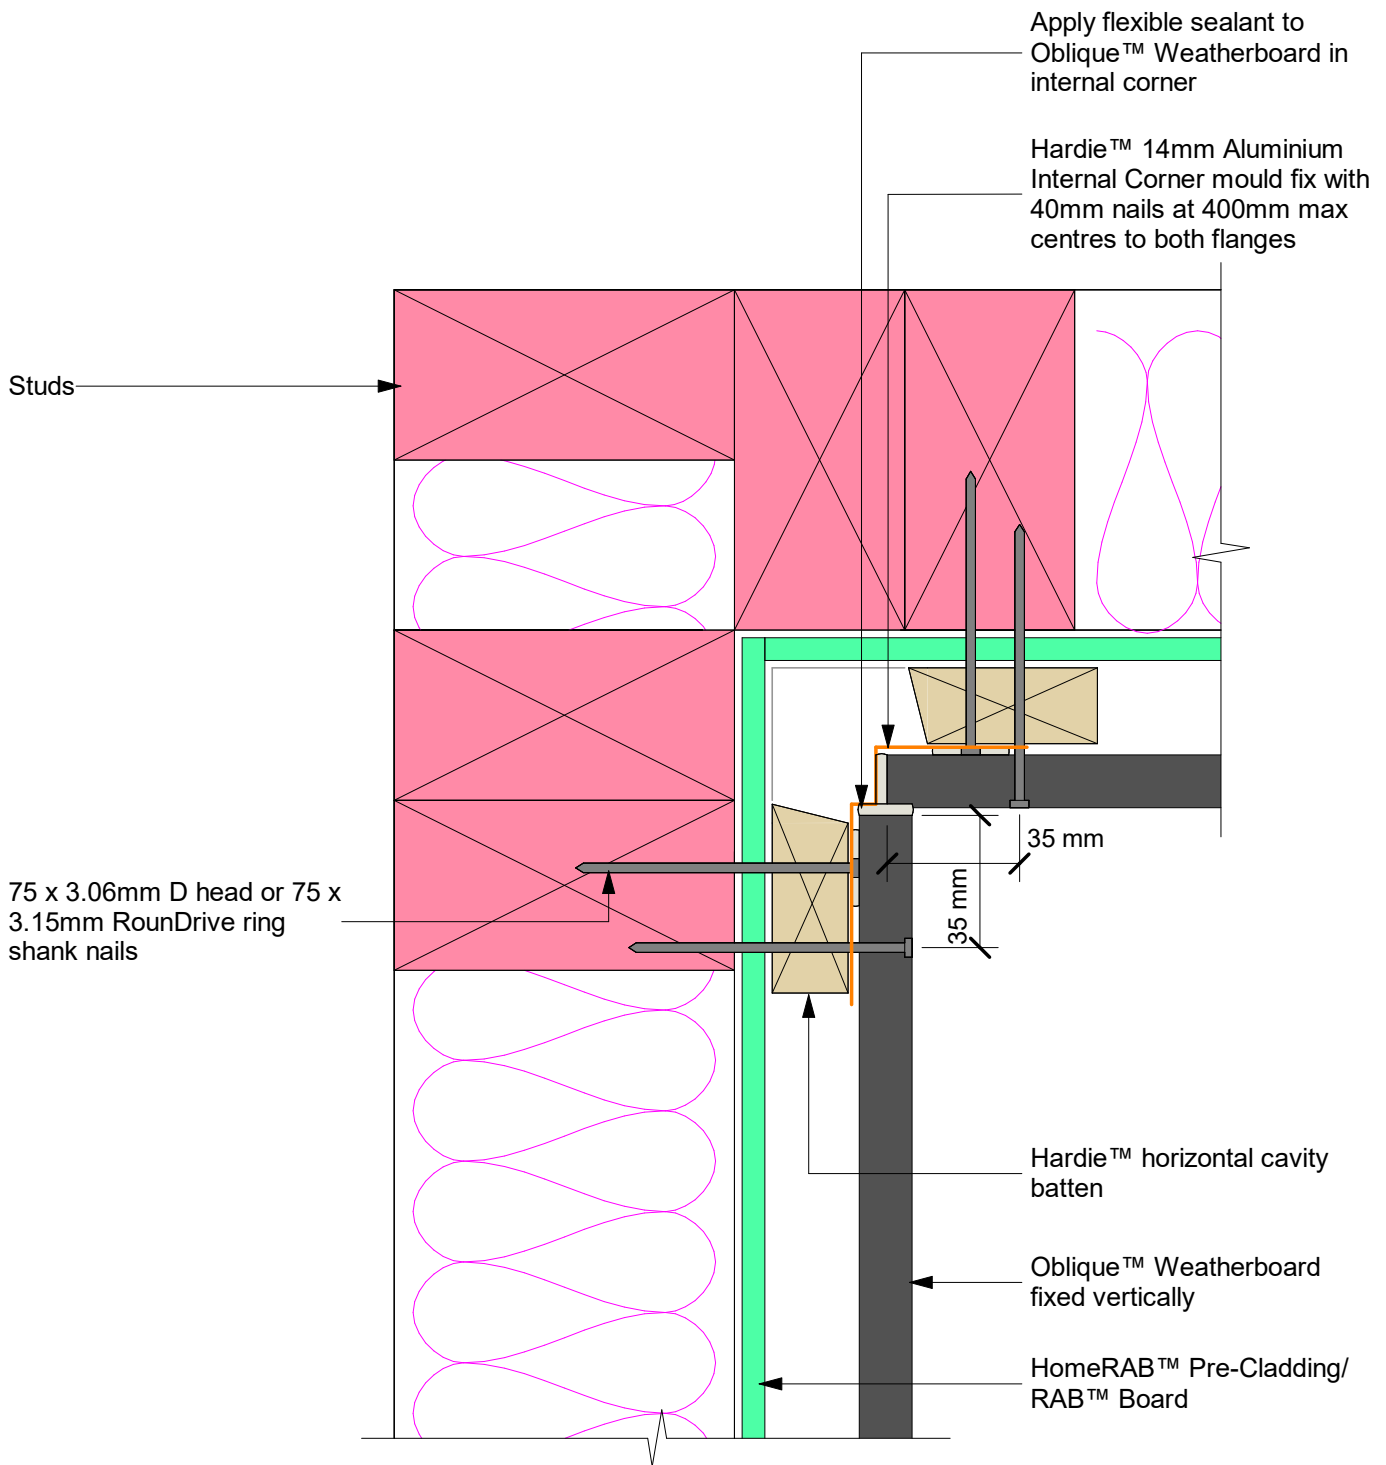 Apply flexible sealant to
Oblique™ Weatherboard in
internal corner
Hardie™ 14mm Aluminium
Internal Corner mould fix with
40mm nails at 400mm max
centres to both flanges
Studs
35 mm
35 mm
75 x 3.06mm D head or 75 x
3.15mm RounDrive ring
shank nails
Hardie™ horizontal cavity
batten
Oblique™ Weatherboard
fixed vertically
HomeRAB™ Pre-Cladding/
RAB™ Board